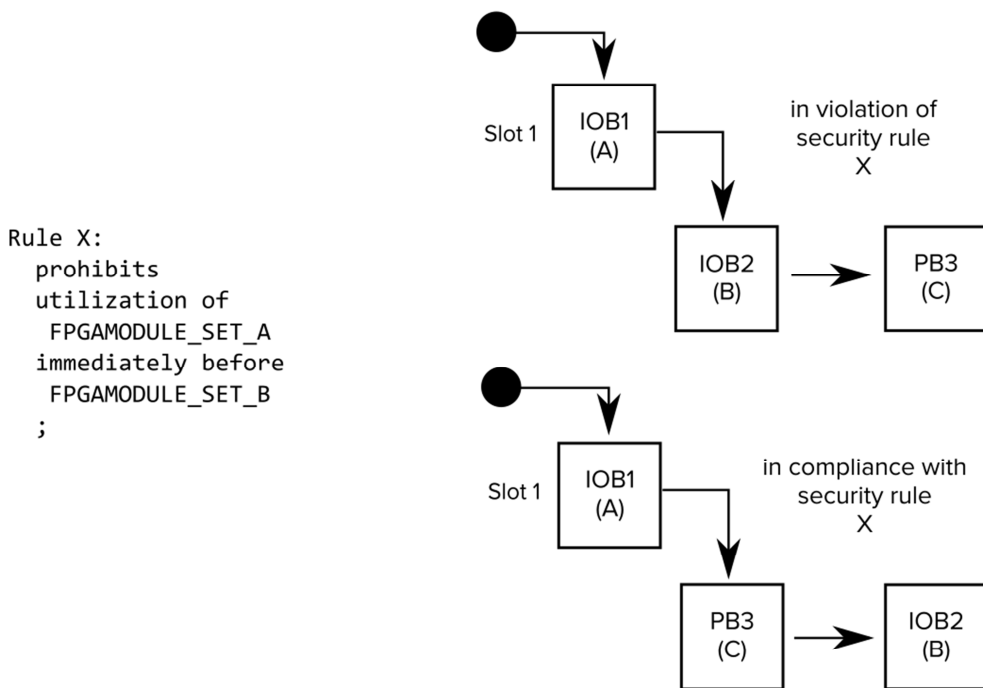 Rule X:
prohibits
utilization of
FPGAMODULE_SET_A
immediately before
FPGAMODULE_SET_B
;
Slot 1
IOB1
(A)
in violation of
security rule
X
IOB2
(B)
PB3
(C)
Slot 1
IOB1
(A)
in compliance with
security rule
X
PB3
(C)
IOB2
(B)